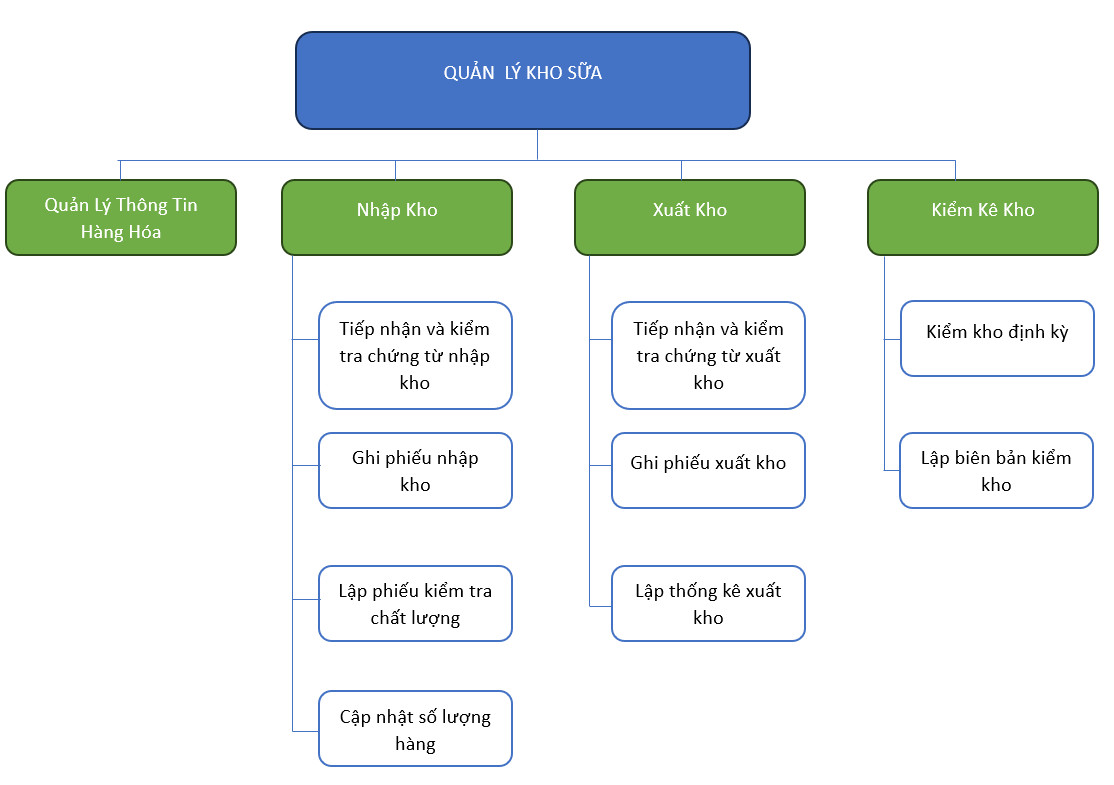 QUẢN LÝ KHO SỮA
Quản Lý Thông Tin
Hàng Hóa
Nhập Kho
Xuất Kho
Kiểm Kê Kho
Tiếp nhận và kiểm
tra chứng từ nhập
kho
Ghi phiếu nhập
kho
Lập phiếu kiểm tra
chất lượng
Cập nhật số lượng
hàng
Tiếp nhận và kiểm
tra chứng từ xuất
kho
Ghi phiếu xuất kho
Lập thống kê xuất
kho
Kiểm kho định kỳ
Lập biên bản kiểm
kho